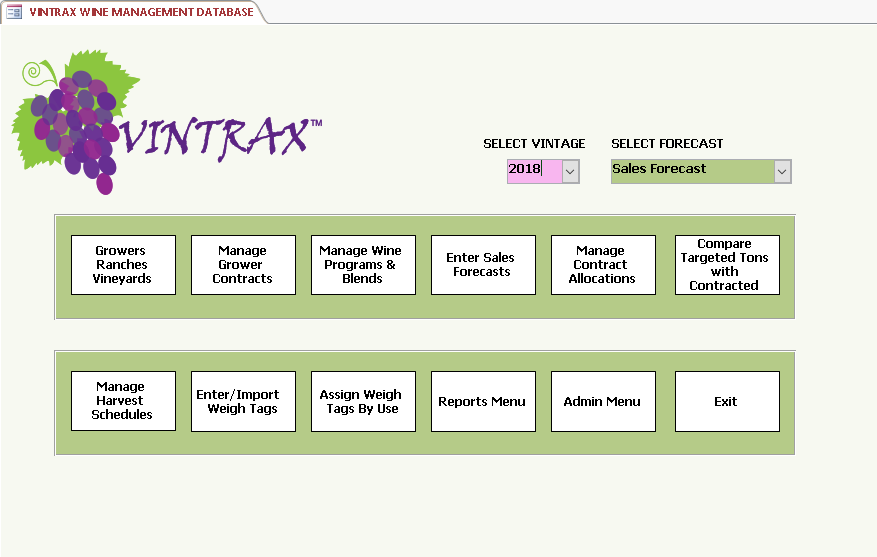 VINTRAX WINE MANAGEMENT DATABASE
VINTRAX™
SELECT VINTAGE
SELECT FORECAST
2018
Sales Forecast
Growers
Ranches
Vineyards
Manage
Grower
Contracts
Manage Wine
Programs &
Blends
Enter Sales
Forecasts
Manage
Contract
Allocations
Compare
Targeted Tons
with
Contracted
Manage
Harvest
Schedules
Enter/Import
Weigh Tags
Assign Weigh
Tags By Use
Reports Menu
Admin Menu
Exit